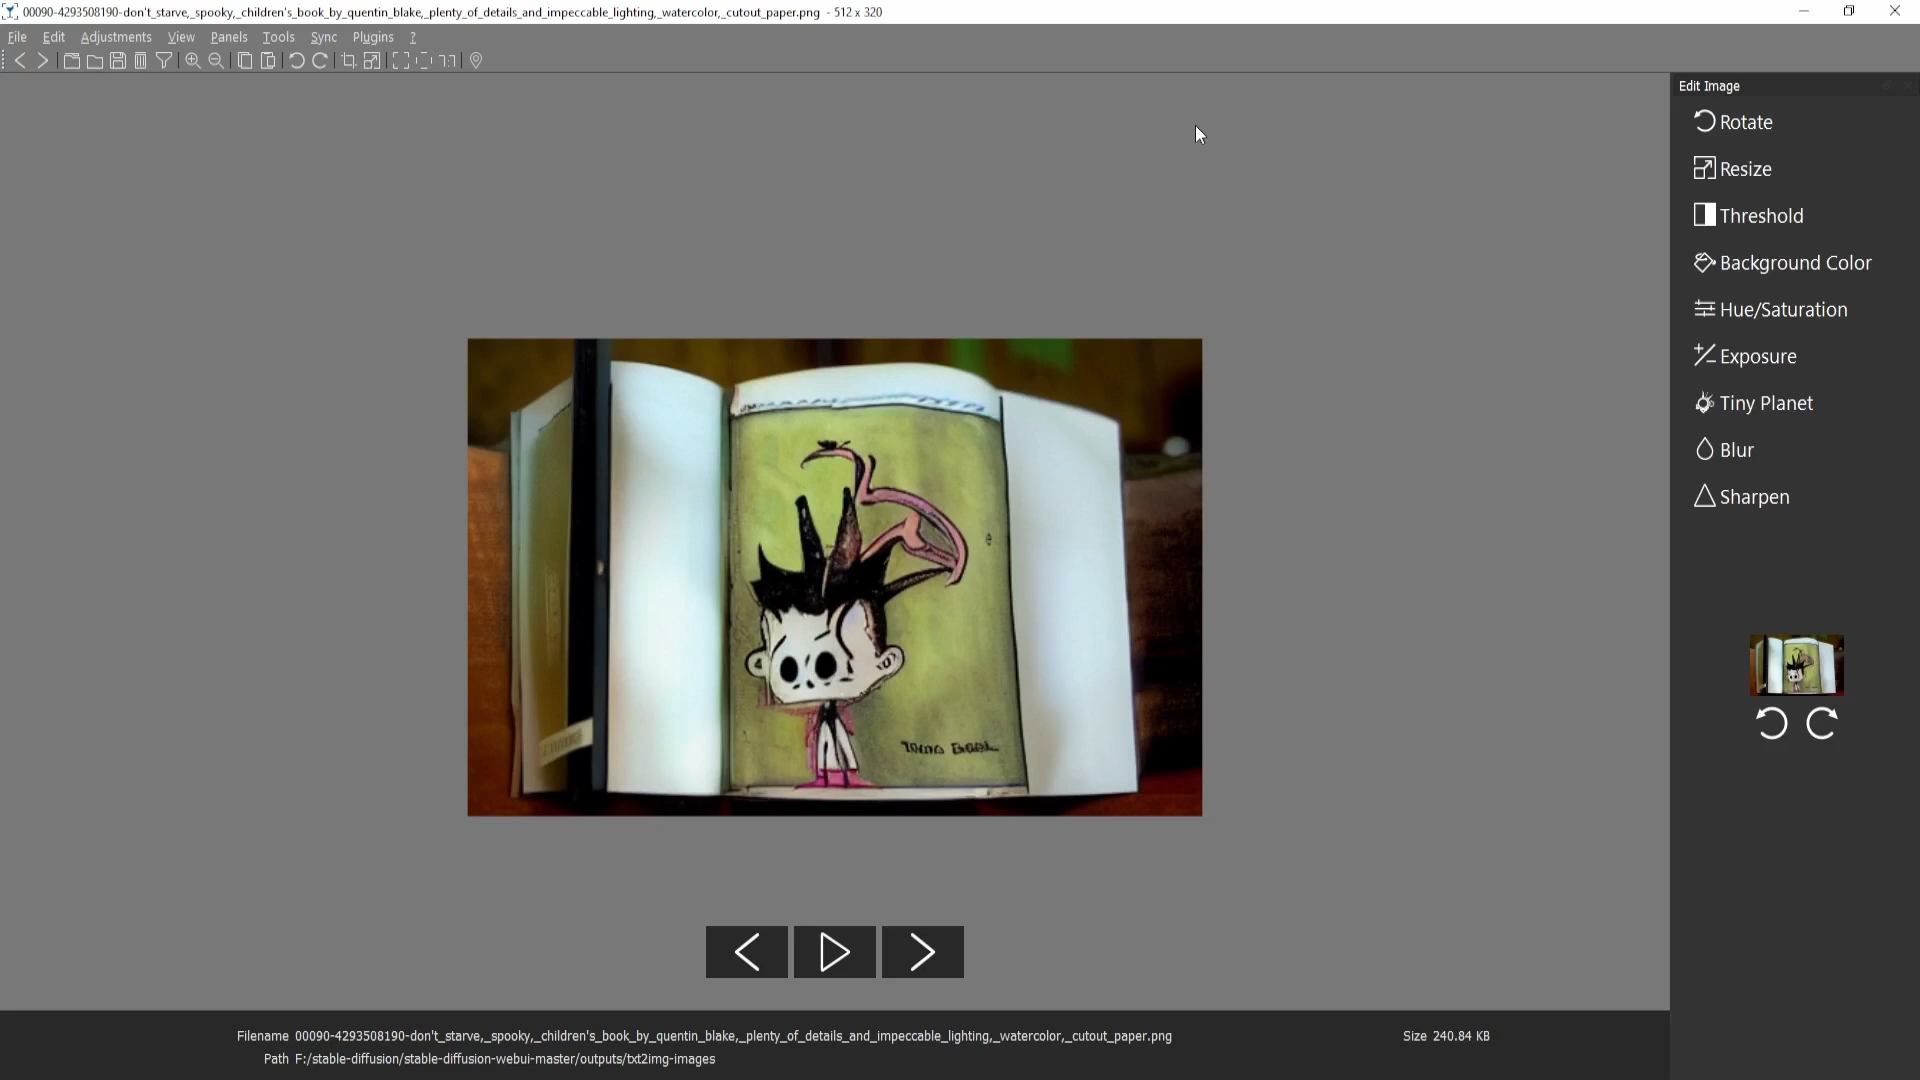 00090-4293508190-don't_starve,_spooky,_children's_book_by_quentin_blake,_plenty_of_details_and_impeccable_lighting,_watercolor,_cutout_paper.png - 512 x 320
File Edit Adjustments View Panels Tools Sync Plugins ?
Edit Image
Rotate
Resize
Threshold
Background Color
Hue/Saturation
Exposure
Tiny Planet
Blur
Sharpen
Filename 00090-4293508190-don't_starve,_spooky,_children's_book_by_quentin_blake,_plenty_of_details_and_impeccable_lighting,_watercolor,_cutout_paper.png Size 240.84 KB
Path F:/stable-diffusion/stable-diffusion-webui-master/outputs/txt2img-images